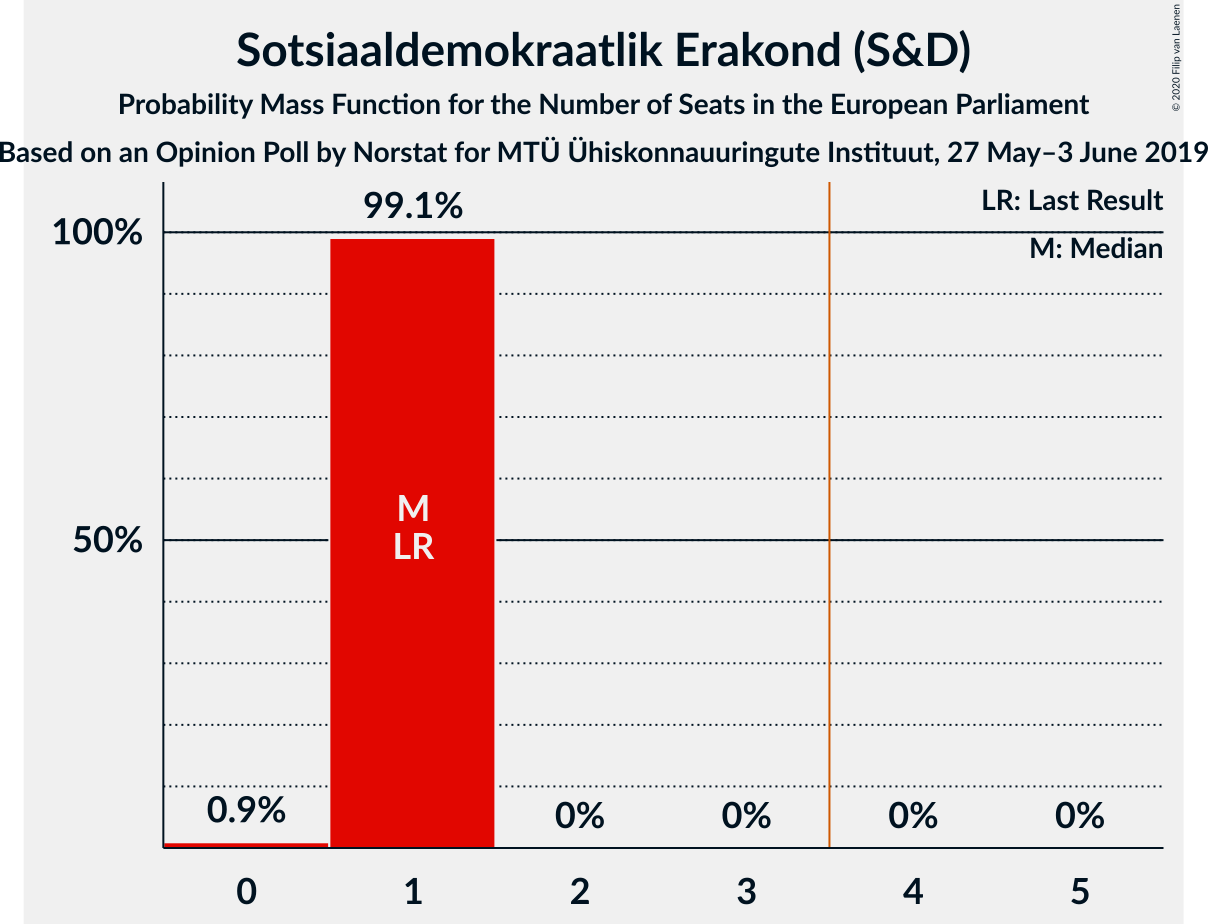 Sotsiaaldemokraatlik Erakond (S&D)
Probability Mass Function for the Number of Seats in the European Parliament
Based on an Opinion Poll by Norstat for MTÜ Ühiskonnauuringute Instituut, 27 May–3 June 2019
© 2020 Filip van Laenen
LR: Last Result
M: Median
99.1%
100%
M
50%
LR
0.9%
0%
0%
0%
0%
0
1
2
3
4
5